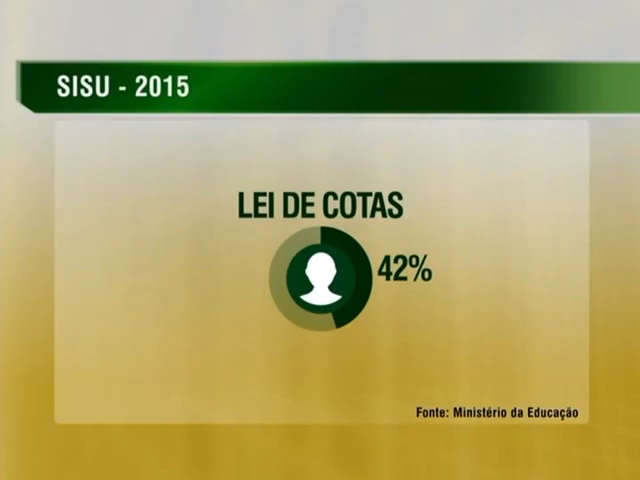 SISU - 2015
LEI DE COTAS
42%
Fonte: Ministério da Educação